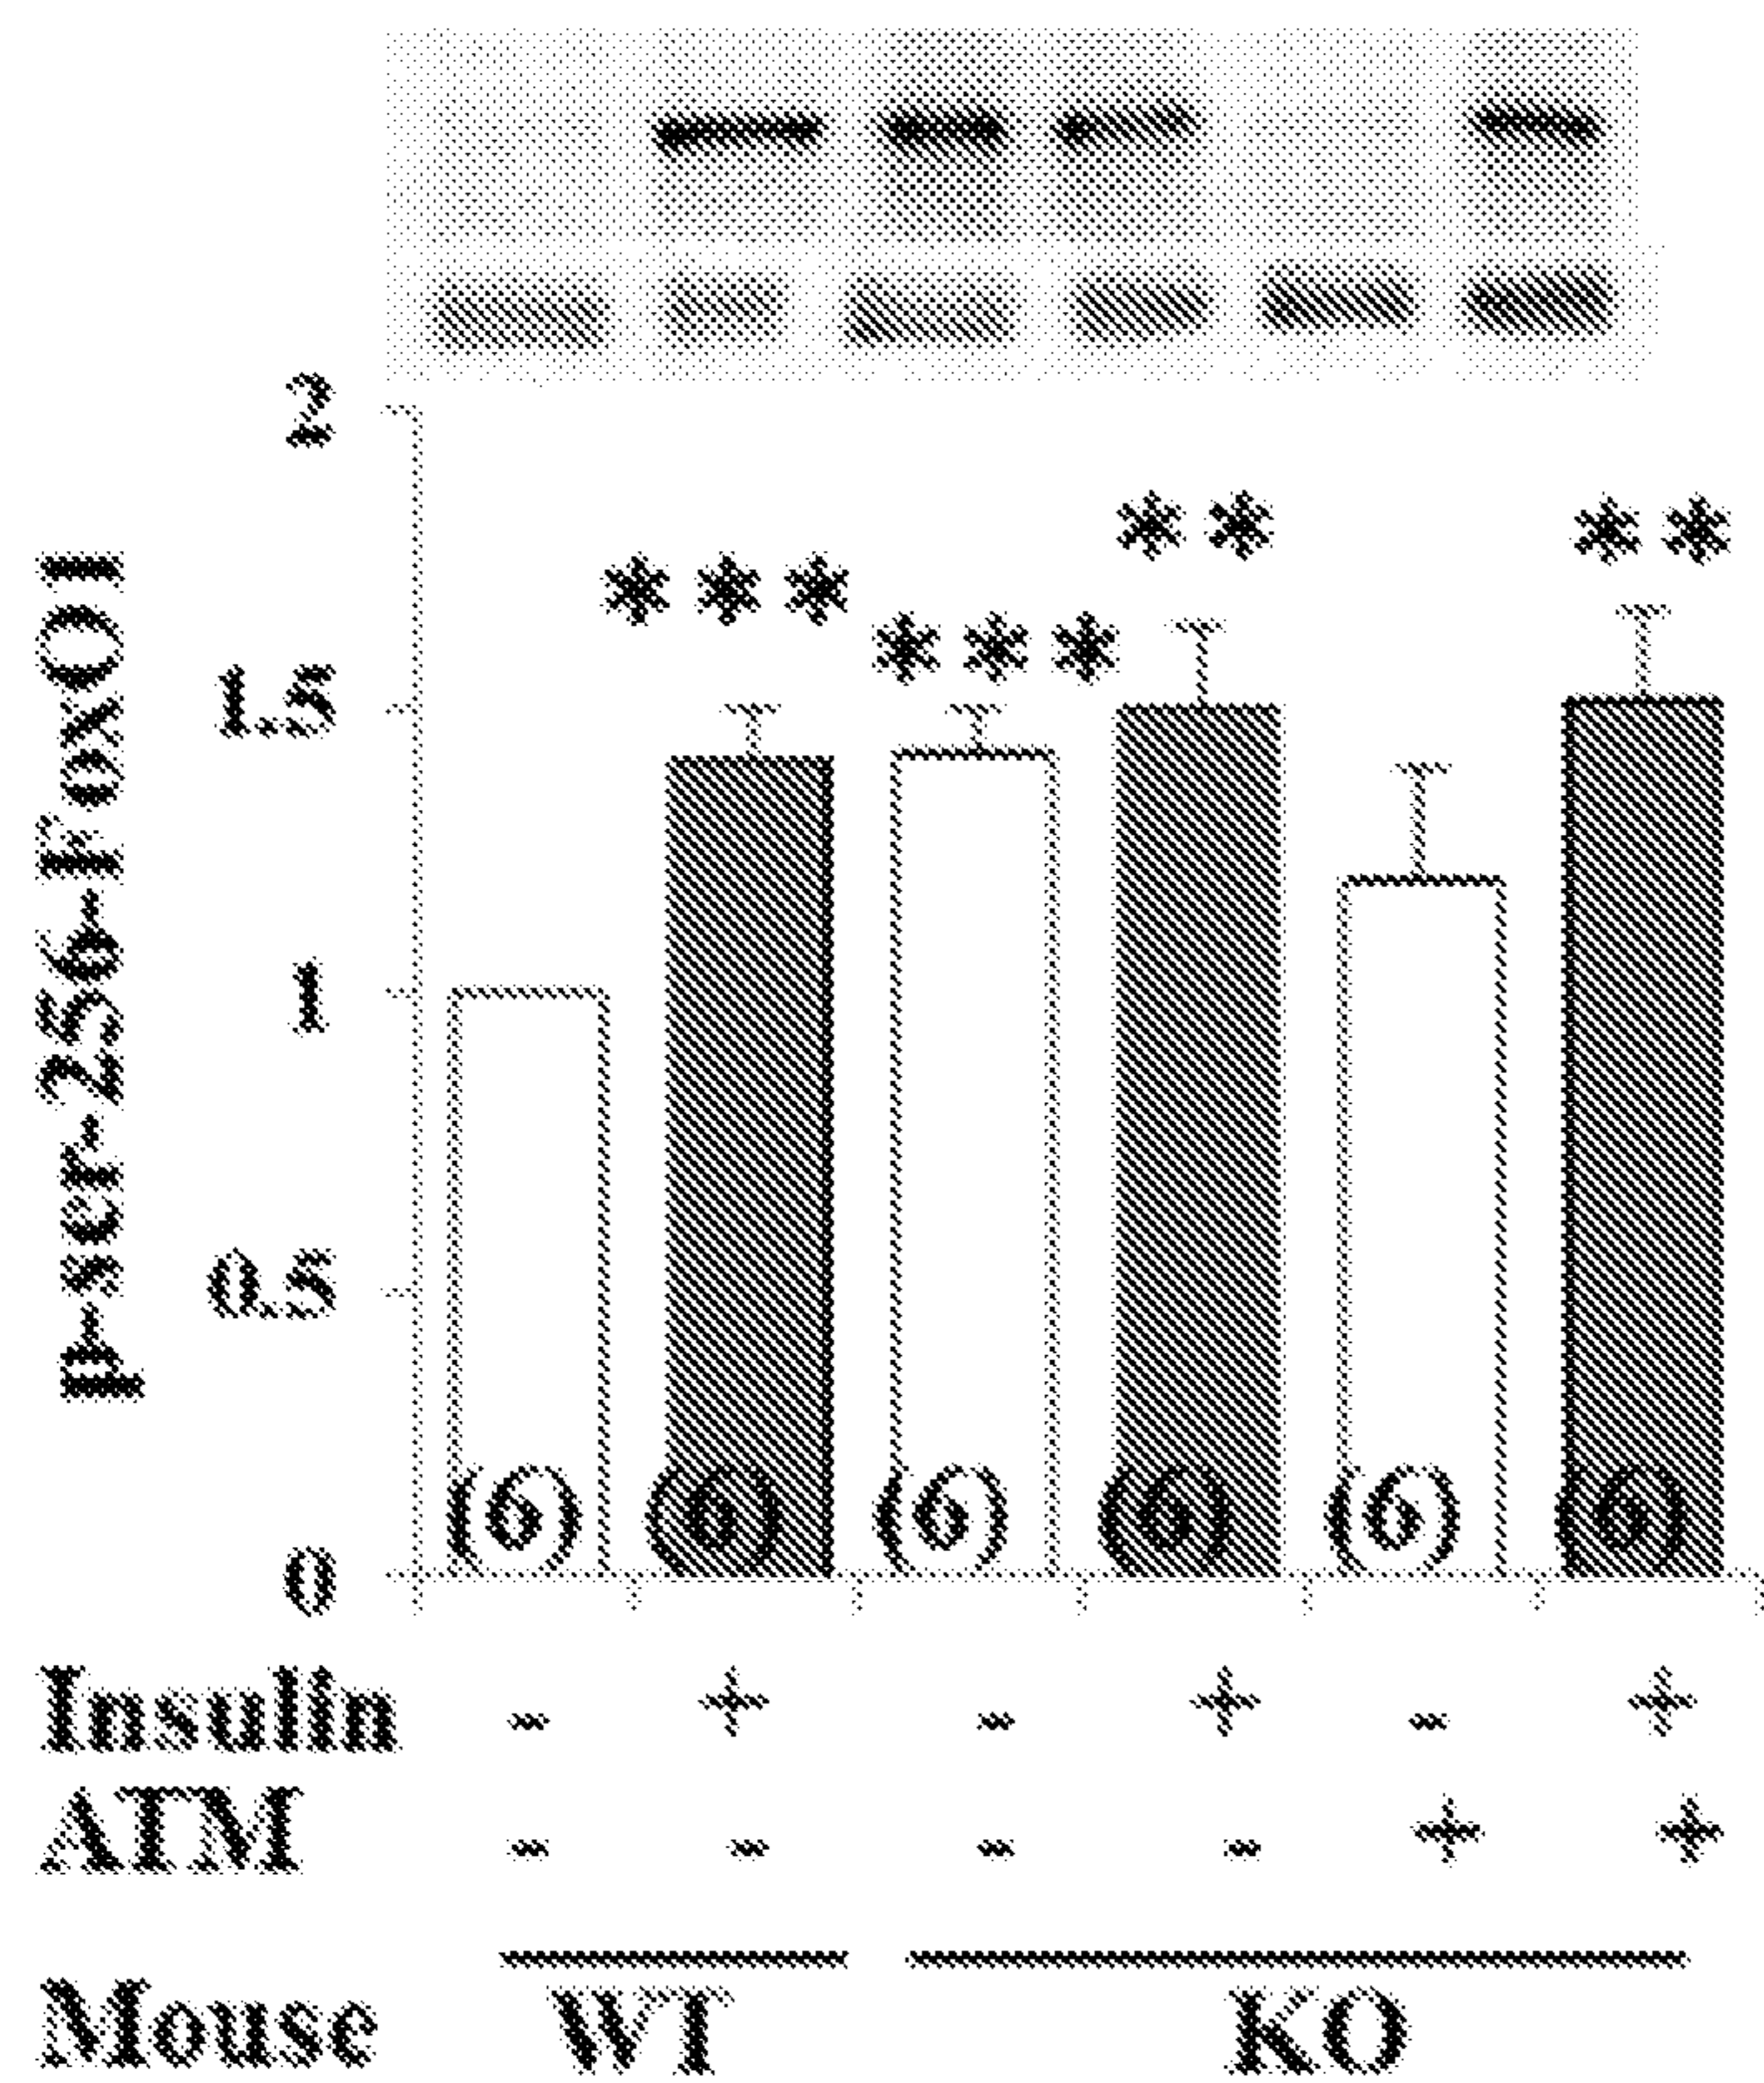 p-ser-256-FoxO1
2
1.5
1
0.5
0
*** *** ** **
(6) (6) (6) (6) (6) (6)
Insulin - + - + - +
ATM - - - - + +
Mouse WT KO